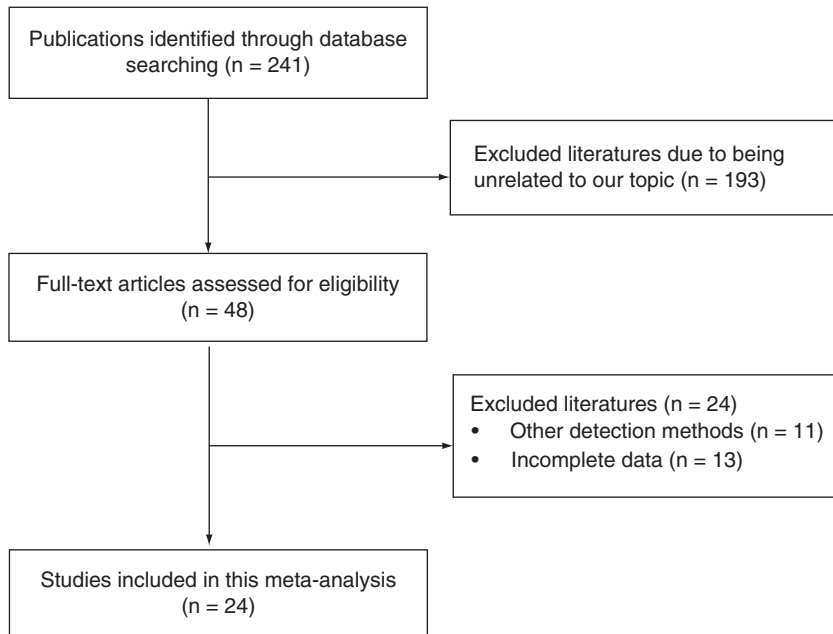 Publications identified through database
searching (n = 241)
Excluded literatures due to being
unrelated to our topic (n = 193)
Full-text articles assessed for eligibility
(n = 48)
Excluded literatures (n = 24)
• Other detection methods (n = 11)
• Incomplete data (n = 13)
Studies included in this meta-analysis
(n = 24)